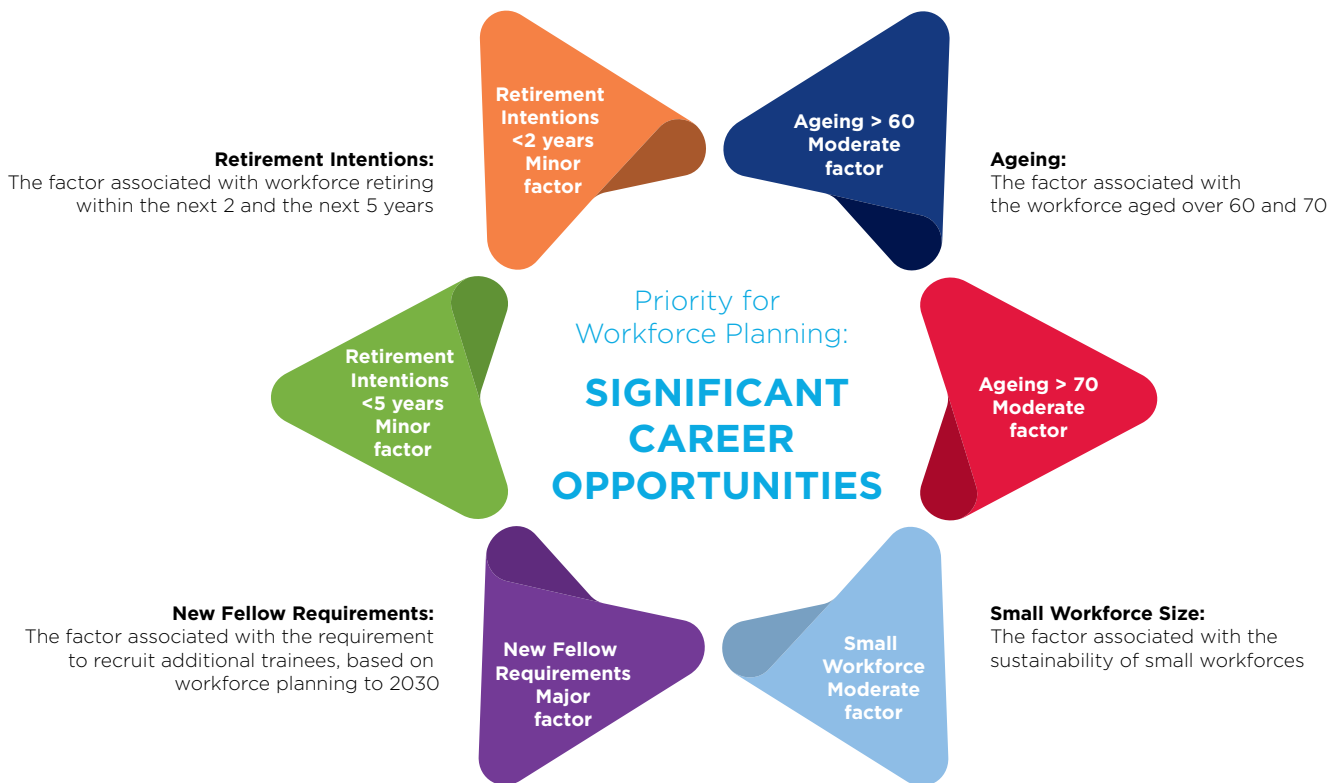 Retirement
Intentions
<2 years
Minor
factor
Ageing > 60
Moderate
factor
Retirement Intentions:
The factor associated with workforce retiring
within the next 2 and the next 5 years
Ageing:
The factor associated with
the workforce aged over 60 and 70
Priority for
Workforce Planning:
SIGNIFICANT
CAREER
OPPORTUNITIES
Retirement
Intentions
<5 years
Minor
factor
Ageing > 70
Moderate
factor
New Fellow Requirements:
The factor associated with the requirement
to recruit additional trainees, based on
workforce planning to 2030
New Fellow
Requirements
Major
factor
Small
Workforce
Moderate
factor
Small Workforce Size:
The factor associated with the
sustainability of small workforces